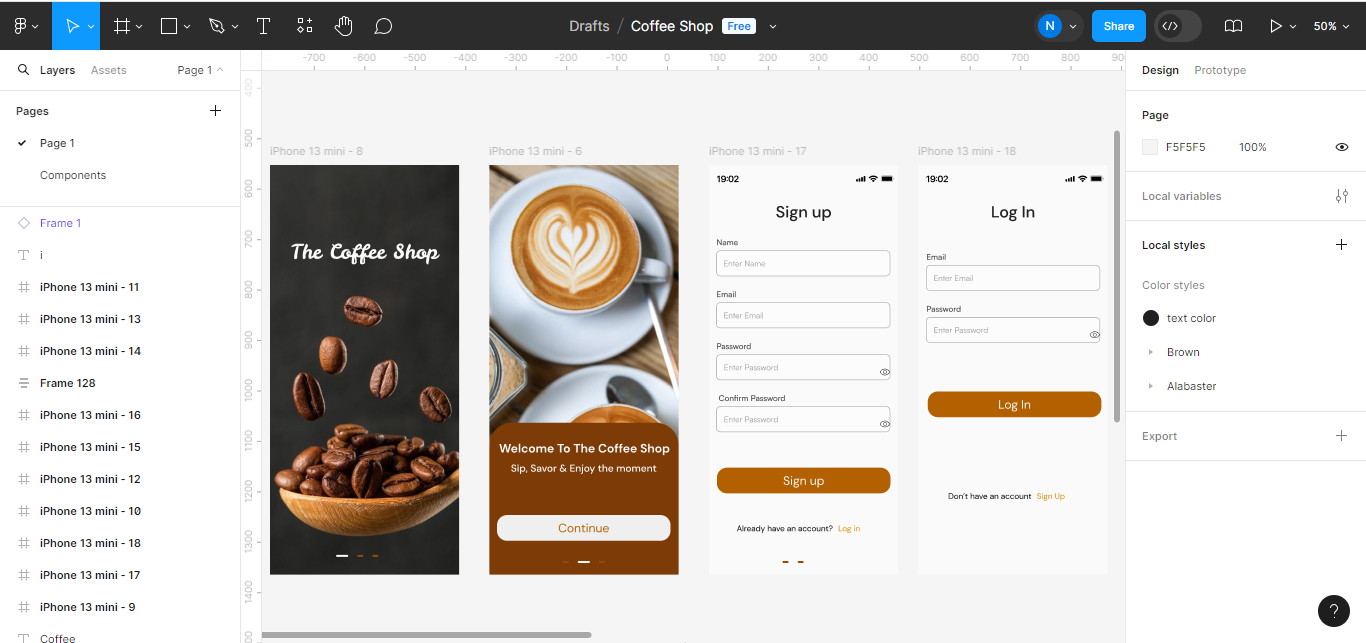 Drafts / Coffee Shop Free
N
Share
50%
Layers Assets Page 1
Pages
Page 1
Components
Frame 1
i
iPhone 13 mini - 11
iPhone 13 mini - 13
iPhone 13 mini - 14
Frame 128
iPhone 13 mini - 16
iPhone 13 mini - 15
iPhone 13 mini - 12
iPhone 13 mini - 10
iPhone 13 mini - 18
iPhone 13 mini - 17
iPhone 13 mini - 9
Coffee
-700 -600 -500 -400 -300 -200 -100 0 100 200 300 400 500 600 700 800
400
500
600
700
800
900
1000
1100
1200
1300
1400
iPhone 13 mini - 8
The Coffee Shop
iPhone 13 mini - 6
Welcome To The Coffee Shop
Sip, Savor & Enjoy the moment
Continue
iPhone 13 mini - 17
19:02
Sign up
Name
Enter Name
Email
Enter Email
Password
Enter Password
Confirm Password
Enter Password
Sign up
Already have an account? Log in
iPhone 13 mini - 18
19:02
Log In
Email
Enter Email
Password
Enter Password
Log In
Don't have an account Sign Up
Design Prototype
Page
F5F5F5 100%
Local variables
Local styles
Color styles
text color
Brown
Alabaster
Export
?